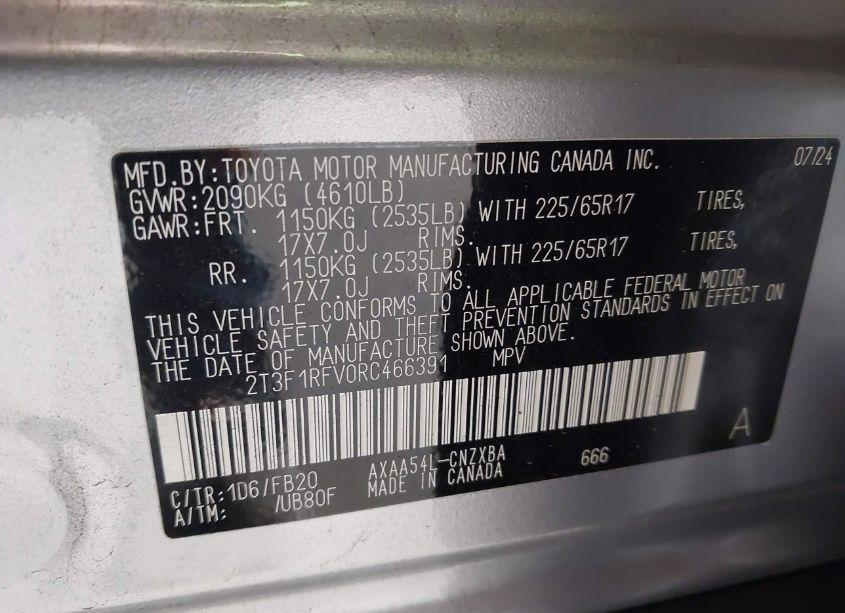 MFD.BY:TOYOTA MOTOR MANUFACTURING CANADA INC. 07/24
GVWR:2090KG (4610LB)
GAWR:FRT. 1150KG (2535LB) WITH 225/65R17 TIRES,
17X7.0J RIMS.
RR. 1150KG (2535LB) WITH 225/65R17 TIRES,
17X7.0J RIMS.
THIS VEHICLE CONFORMS TO ALL APPLICABLE FEDERAL MOTOR
VEHICLE SAFETY AND THEFT PREVENTION STANDARDS IN EFFECT ON
THE DATE OF MANUFACTURE SHOWN ABOVE.
2T3F1RFV0RC466391 MPV
A
C/TR:1D6/FB20 AXAA54L-CNZXBA 666
A/TM: /UB80F MADE IN CANADA